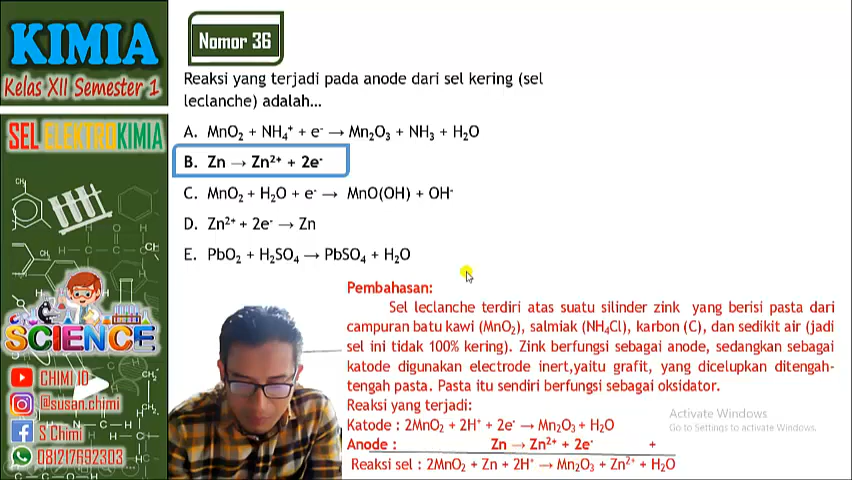 KIMIA
Kelas XII Semester 1
SEL ELEKTROKIMIA
SCIENCE
CHIMI ID
@susan.chimi
S Chimi
081217692303
Nomor 36
Reaksi yang terjadi pada anode dari sel kering (sel
leclanche) adalah...
A. MnO₂ + NH₄⁺ + e⁻ → Mn₂O₃ + NH₃ + H₂O
B. Zn → Zn²⁺ + 2e⁻
C. MnO₂ + H₂O + e⁻ → MnO(OH) + OH⁻
D. Zn²⁺ + 2e⁻ → Zn
E. PbO₂ + H₂SO₄ → PbSO₄ + H₂O
Pembahasan:
Sel leclanche terdiri atas suatu silinder zink yang berisi pasta dari
campuran batu kawi (MnO₂), salmiak (NH₄Cl), karbon (C), dan sedikit air (jadi
sel ini tidak 100% kering). Zink berfungsi sebagai anode, sedangkan sebagai
katode digunakan electrode inert,yaitu grafit, yang dicelupkan ditengah-
tengah pasta. Pasta itu sendiri berfungsi sebagai oksidator.
Reaksi yang terjadi:
Katode : 2MnO₂ + 2H⁺ + 2e⁻ → Mn₂O₃ + H₂O
Anode : Zn → Zn²⁺ + 2e⁻ +
Reaksi sel : 2MnO₂ + Zn + 2H⁺ → Mn₂O₃ + Zn²⁺ + H₂O
Activate Windows
Go to Settings to activate Windows.